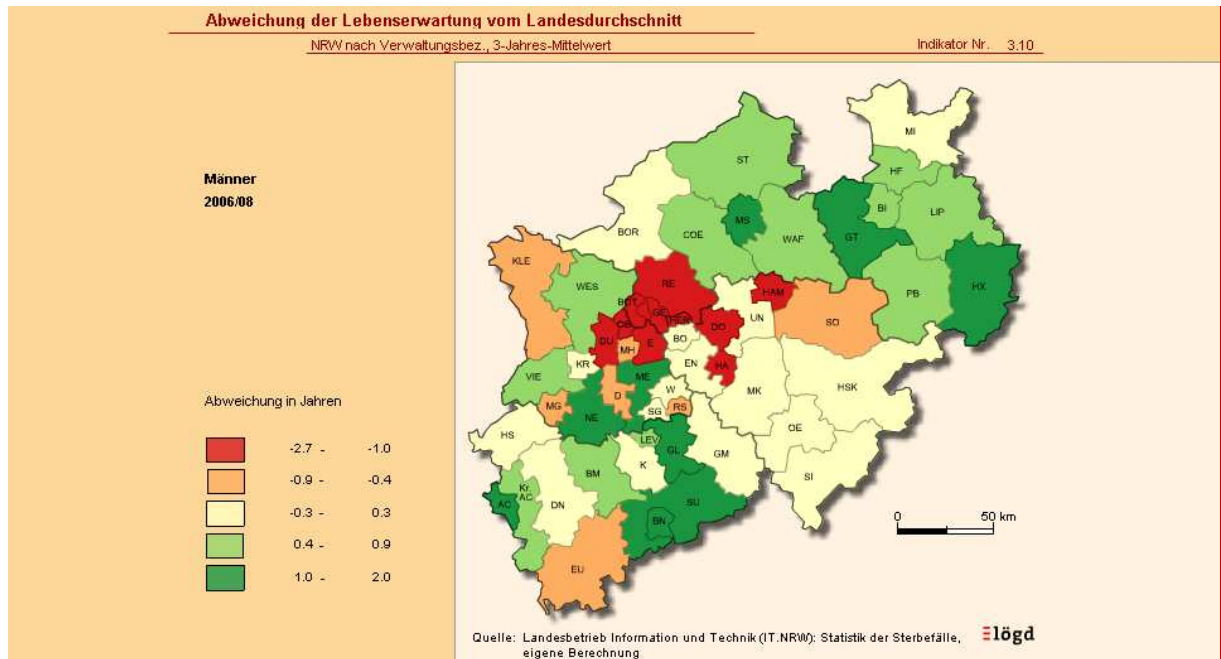 Abweichung der Lebenserwartung vom Landesdurchschnitt
NRW nach Verwaltungsbez., 3-Jahres-Mittelwert Indikator Nr. 3.10
Männer
2006/08
MI
ST
HF
BI
LIP
MS
BOR
COE
WAF
GT
KLE
WES
RE
HAM
PB
HX
BOT
GE
OB
HER
UN
SO
DU
MH
E
BO
DO
KR
EN
HA
VIE
ME
MK
HSK
MG
NE
D
W
SG
RS
OE
HS
LEV
GL
GM
K
BM
SI
Kr.
AC
AC
DN
SU
BN
EU
Abweichung in Jahren
-2.7 - -1.0
-0.9 - -0.4
-0.3 - 0.3
0.4 - 0.9
1.0 - 2.0
0 50 km
Quelle: Landesbetrieb Information und Technik (IT.NRW): Statistik der Sterbefälle,
eigene Berechnung
lögd